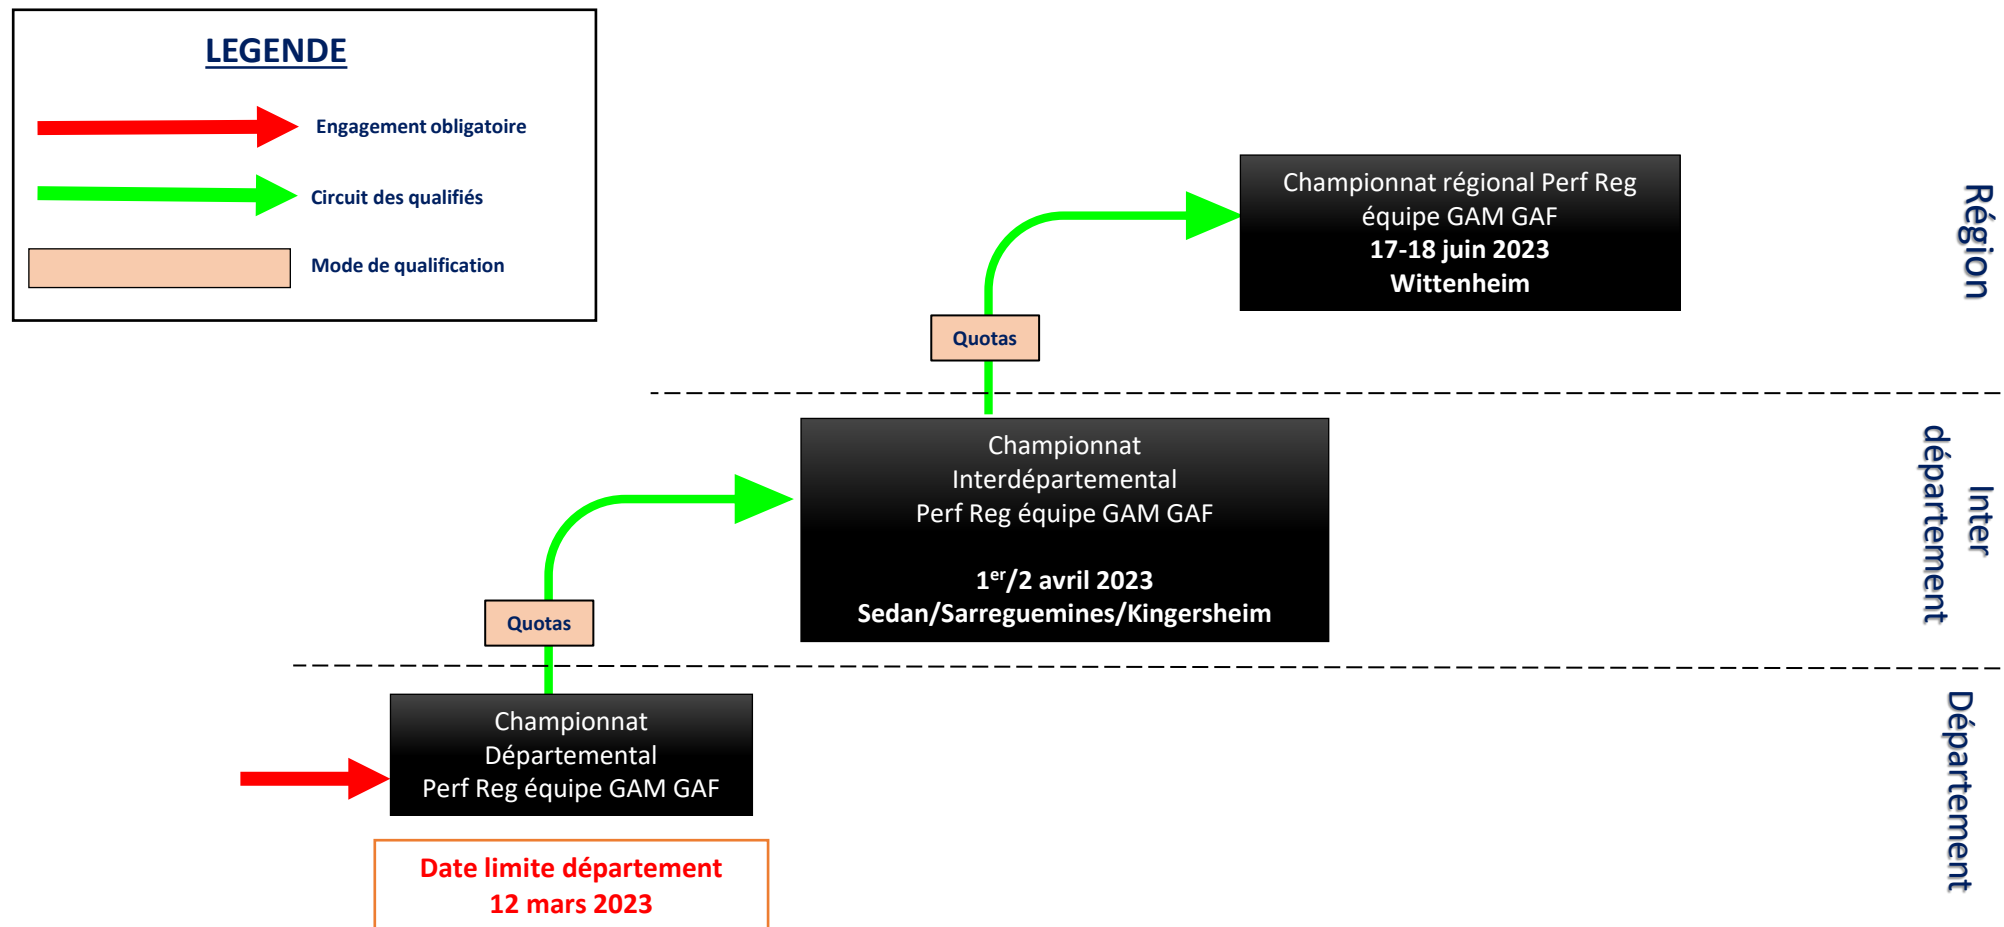 LEGENDE
Engagement obligatoire
Circuit des qualifiés
Mode de qualification
Championnat régional Perf Reg
équipe GAM GAF
17-18 juin 2023
Wittenheim
Région
Quotas
Championnat
Interdépartemental
Perf Reg équipe GAM GAF
1er/2 avril 2023
Sedan/Sarreguemines/Kingersheim
Inter
département
Quotas
Championnat
Départemental
Perf Reg équipe GAM GAF
Département
Date limite département
12 mars 2023